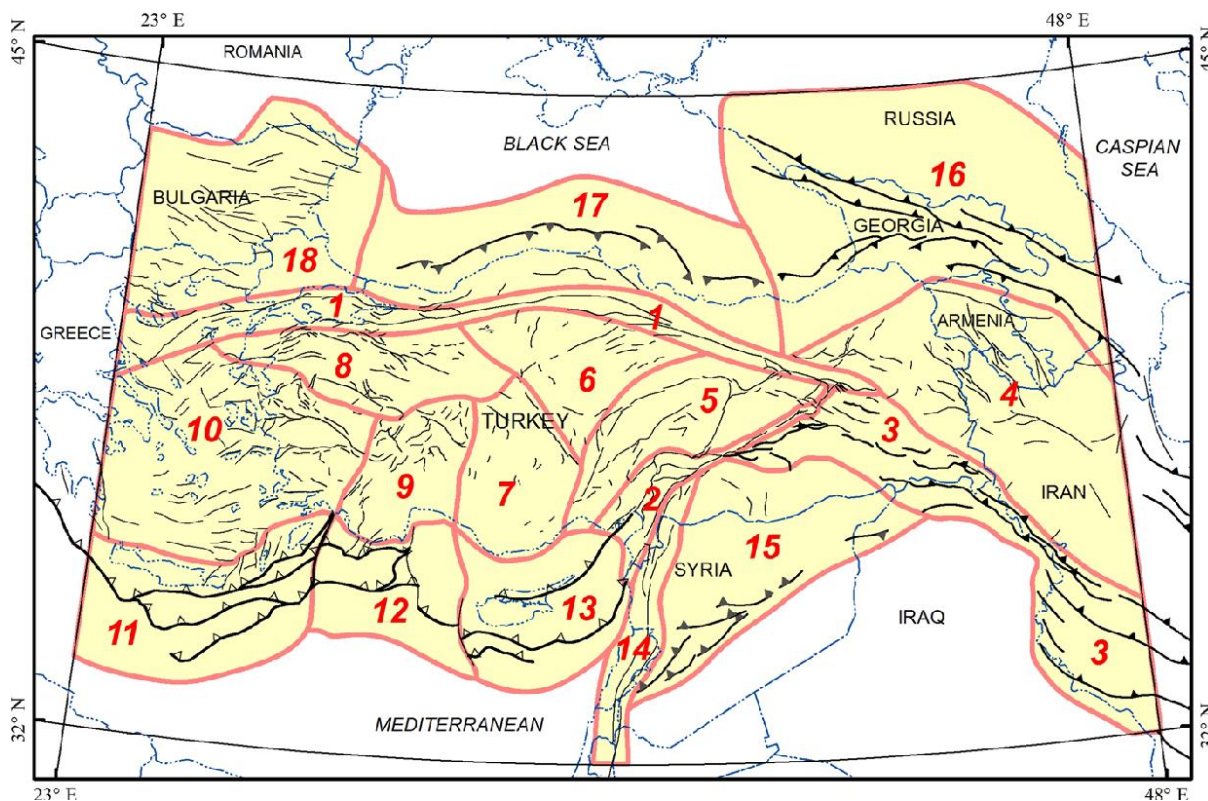 23° E
48° E
45° N
45° N
ROMANIA
RUSSIA
BLACK SEA
CASPIAN
SEA
16
BULGARIA
17
GEORGIA
18
1
1
ARMENIA
GREECE
8
6
5
4
10
TURKEY
3
9
7
2
IRAN
15
SYRIA
12
13
IRAQ
11
14
3
MEDITERRANEAN
32° N
32° N
23° E
48° E